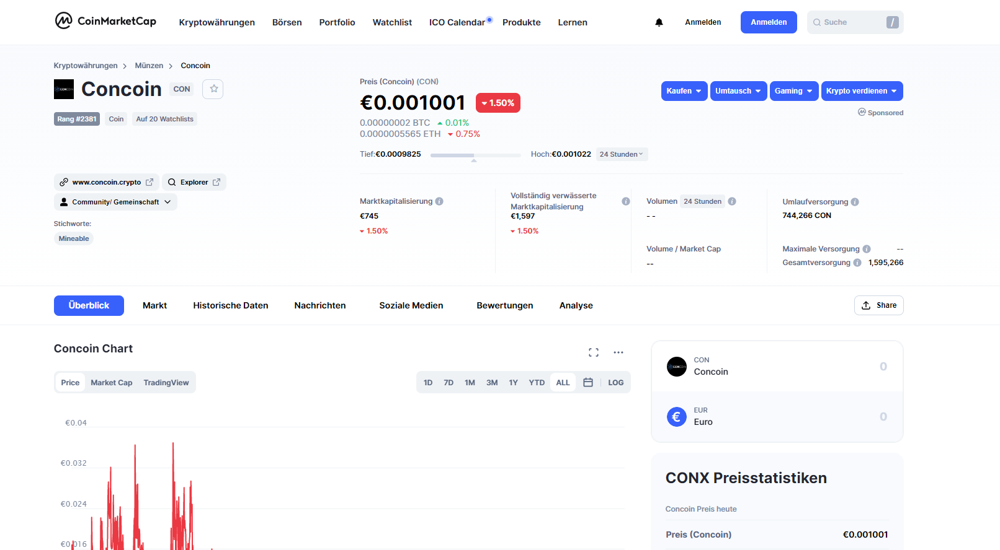 CoinMarketCap Kryptowährungen Börsen Portfolio Watchlist ICO Calendar Produkte Lernen Anmelden Anmelden Suche /
Kryptowährungen > Münzen > Concoin
Concoin CON
Rang #2381 Coin Auf 20 Watchlists
www.concoin.crypto Explorer
Community/ Gemeinschaft
Stichworte:
Mineable
Preis (Concoin) (CON)
€0.001001 1.50%
0.00000002 BTC 0.01%
0.0000005565 ETH 0.75%
Tief:€0.0009825 Hoch:€0.001022 24 Stunden
Kaufen Umtausch Gaming Krypto verdienen
Sponsored
Marktkapitalisierung
€745
1.50%
Vollständig verwässerte
Marktkapitalisierung
€1,597
1.50%
Volumen 24 Stunden
- -
Volume / Market Cap
--
Umlaufversorgung
744,266 CON
Maximale Versorgung --
Gesamtversorgung 1,595,266
Überblick Markt Historische Daten Nachrichten Soziale Medien Bewertungen Analyse Share
Concoin Chart
Price Market Cap TradingView 1D 7D 1M 3M 1Y YTD ALL LOG
€0.04
€0.032
€0.024
€0.016
CON
Concoin 0
EUR
Euro 0
CONX Preisstatistiken
Concoin Preis heute
Preis (Concoin) €0.001001